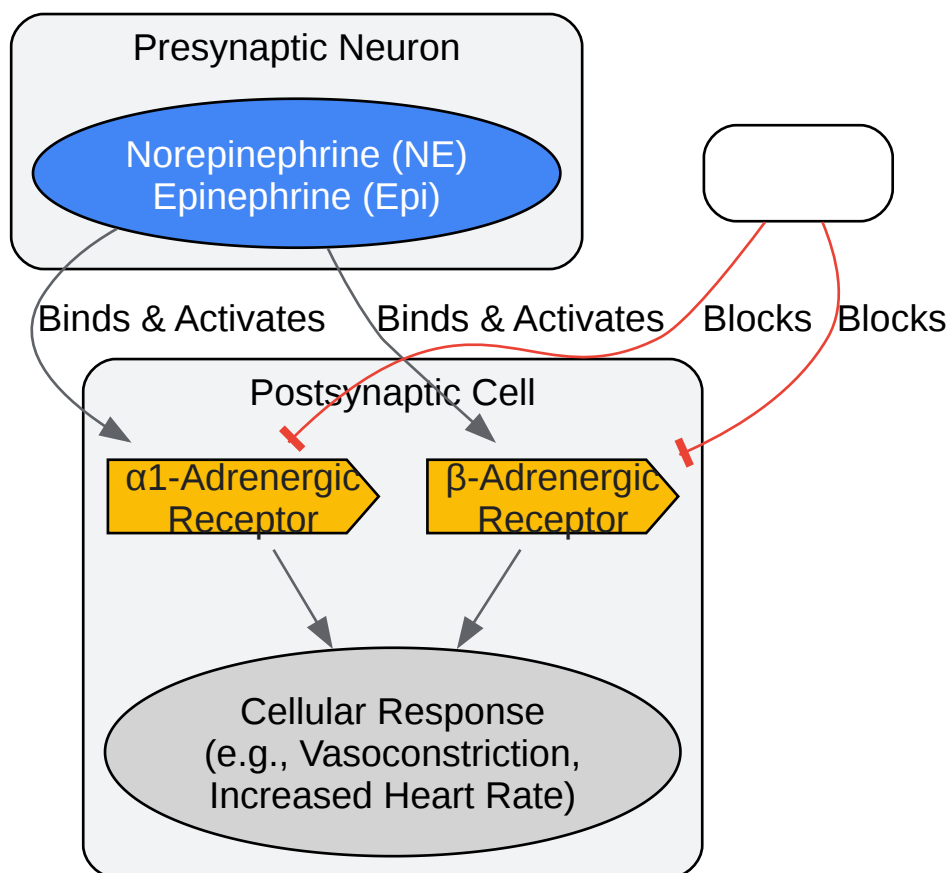 Presynaptic Neuron
Norepinephrine (NE)
Epinephrine (Epi)
Binds & Activates
Binds & Activates
Blocks
Blocks
Postsynaptic Cell
α1-Adrenergic
Receptor
β-Adrenergic
Receptor
Cellular Response
(e.g., Vasoconstriction,
Increased Heart Rate)